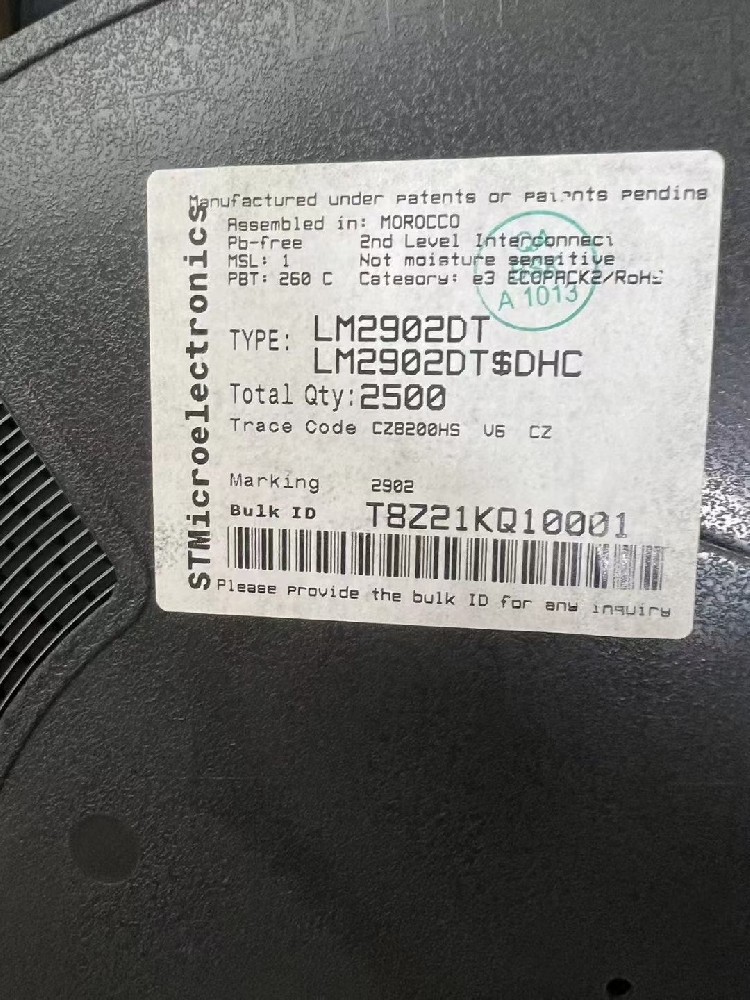 STMicroelectronics
Manufactured under patents or patents pending
Assembled in: MOROCCO
Pb-free 2nd Level Interconnect
MSL: 1 Not moisture sensitive
PBT: 260 C Category: e3 ECOPACK2/RoHS
QA
A 1013
TYPE: LM2902DT
LM2902DT$DHC
Total Qty: 2500
Trace Code CZ8200HS V6 CZ
Marking 2902
Bulk ID T8Z21KQ10001
Please provide the bulk ID for any inquiry